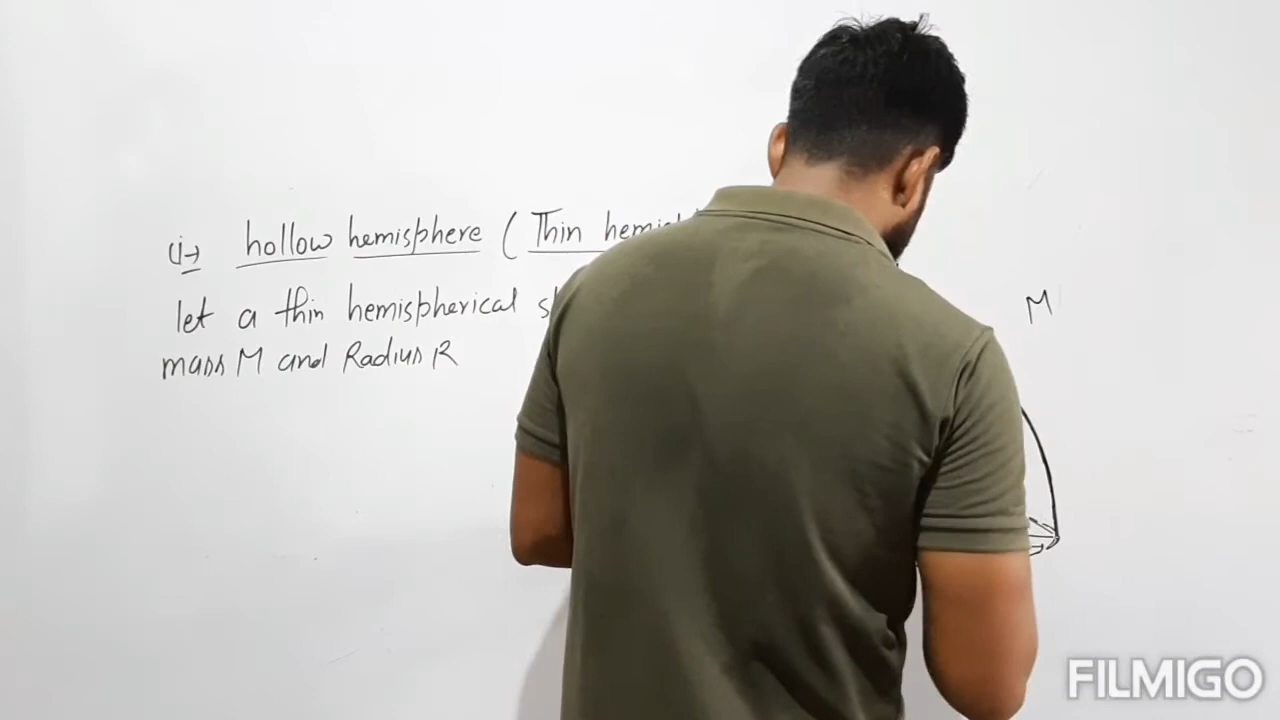 (i) hollow hemisphere ( Thin
let a thin hemispherical
mass M and Radius R
M
FILMIGO